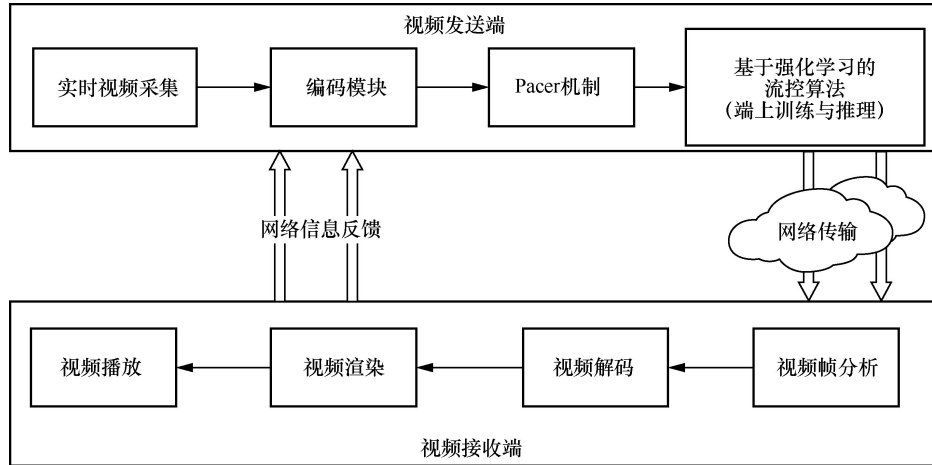 视频发送端
实时视频采集
编码模块
Pacer机制
基于强化学习的
流控算法
（端上训练与推理）
网络信息反馈
网络传输
视频播放
视频渲染
视频解码
视频帧分析
视频接收端